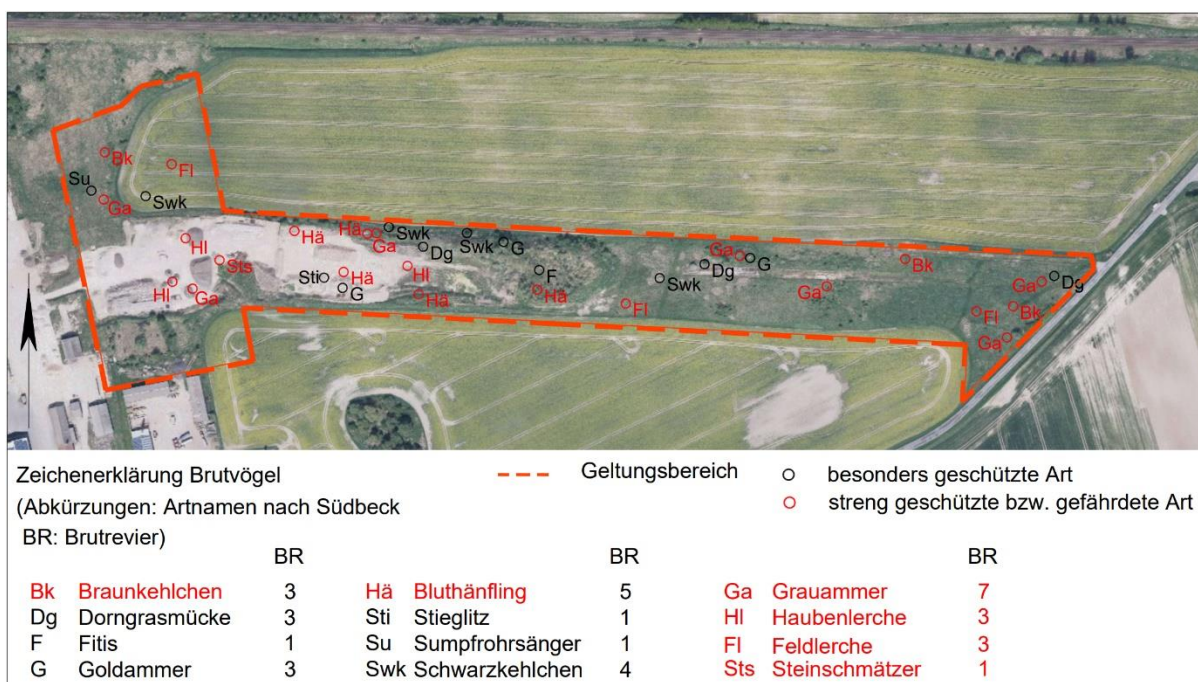 Bk
Fl
Su
Ga
Swk
Hl
Hä
Hä
Ga
Swk
Dg
Swk
G
Sts
Sti
Hä
Hl
F
Ga
Dg
G
Bk
Hl
Ga
G
Hä
Hä
Swk
Fl
Ga
Ga
Dg
Fl
Bk
Ga
Zeichenerklärung Brutvögel
(Abkürzungen: Artnamen nach Südbeck
BR: Brutrevier)
Geltungsbereich
besonders geschützte Art
streng geschützte bzw. gefährdete Art
BR BR BR
Bk Braunkehlchen 3 Hä Bluthänfling 5 Ga Grauammer 7
Dg Dorngrasmücke 3 Sti Stieglitz 1 Hl Haubenlerche 3
F Fitis 1 Su Sumpfrohrsänger 1 Fl Feldlerche 3
G Goldammer 3 Swk Schwarzkehlchen 4 Sts Steinschmätzer 1